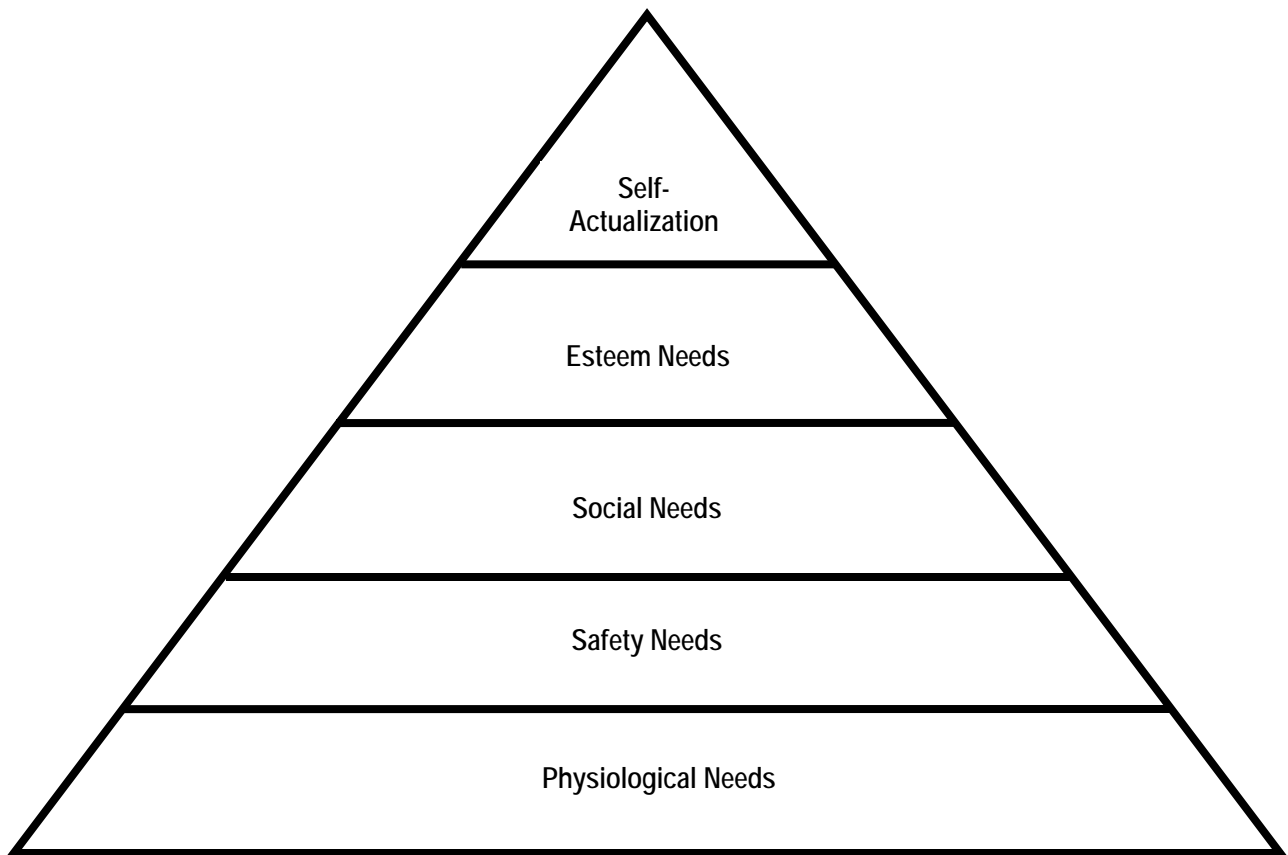 Self-
Actualization
Esteem Needs
Social Needs
Safety Needs
Physiological Needs